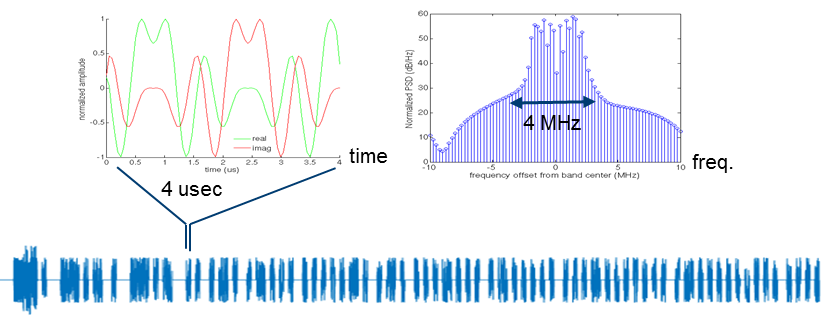 1
0.5
0
-0.5
-1
normalized amplitude
real
imag
0 0.5 1 1.5 2 2.5 3 3.5 4
time (us)
time
4 usec
60
50
40
30
20
10
0
Normalized PSD (dB/Hz)
4 MHz
-10 -5 0 5 10
frequency offset from band center (MHz)
freq.